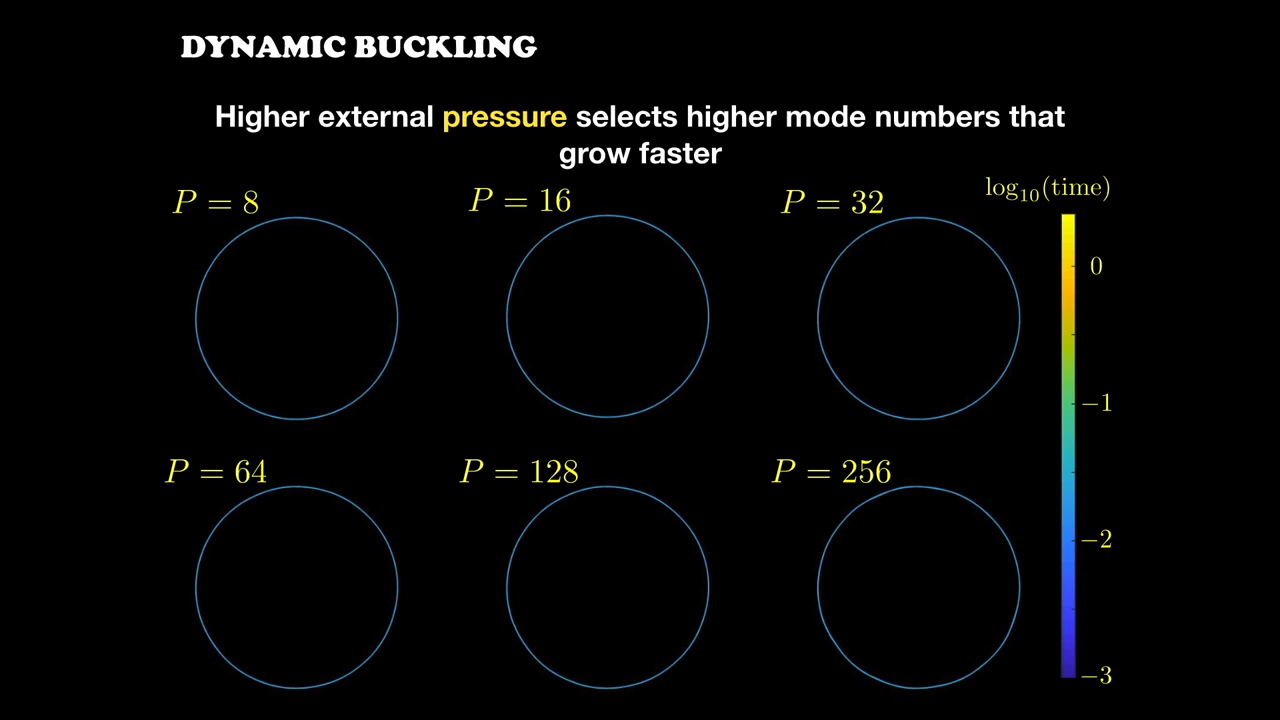 DYNAMIC BUCKLING
Higher external pressure selects higher mode numbers that
grow faster
P = 8
P = 16
P = 32
log₁₀(time)
0
−1
P = 64
P = 128
P = 256
−2
−3